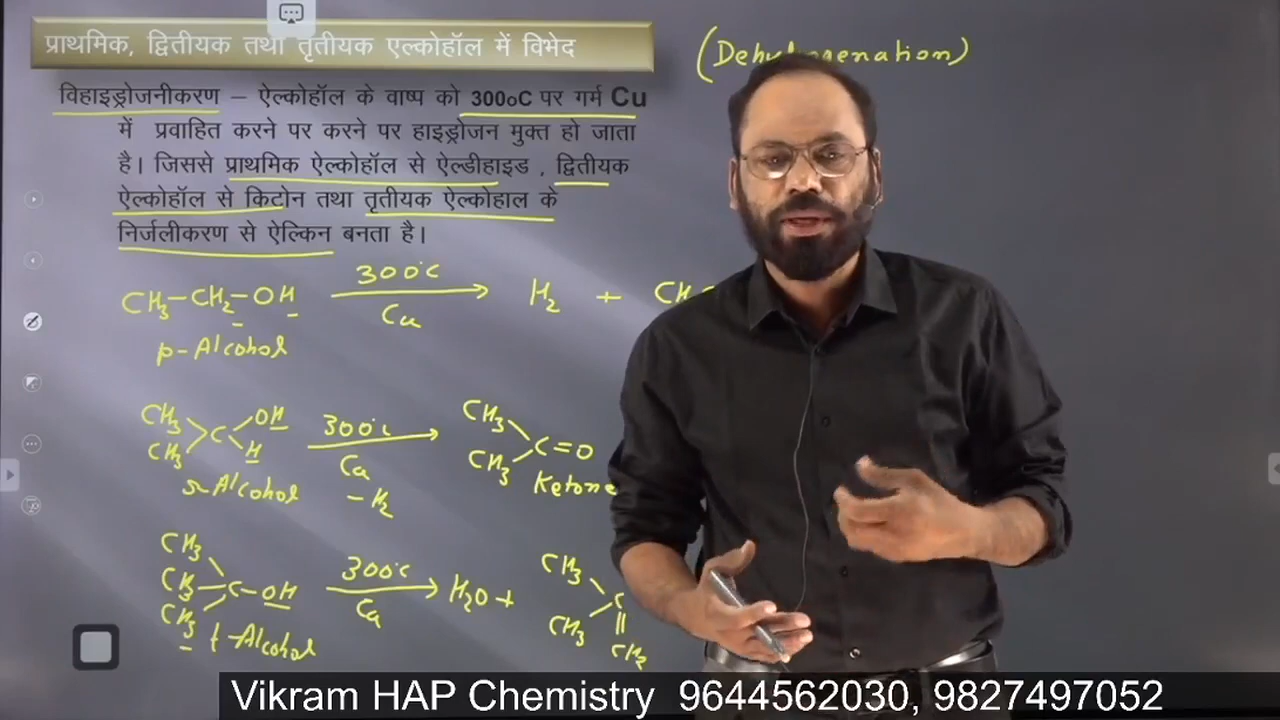 प्राथमिक, द्वितीयक तथा तृतीयक एल्कोहॉल में विभेद
(Dehydrogenation)
विहाइड्रोजनीकरण – ऐल्कोहॉल के वाष्प को 300oC पर गर्म Cu
में प्रवाहित करने पर करने पर हाइड्रोजन मुक्त हो जाता
है। जिससे प्राथमिक ऐल्कोहॉल से ऐल्डीहाइड , द्वितीयक
ऐल्कोहॉल से किटोन तथा तृतीयक ऐल्कोहाल के
निर्जलीकरण से ऐल्किन बनता है।
300°C
CH3-CH2-OH → H2 + CH
Cu
p-Alcohol
CH3 OH 300°C CH3
C C=O
CH3 H Cu CH3
s-Alcohol -H2 Ketone
CH3 300°C CH3
CH3 C-OH → H2O + C
CH3 Cu CH3 ||
t-Alcohol CH2
Vikram HAP Chemistry 9644562030, 9827497052